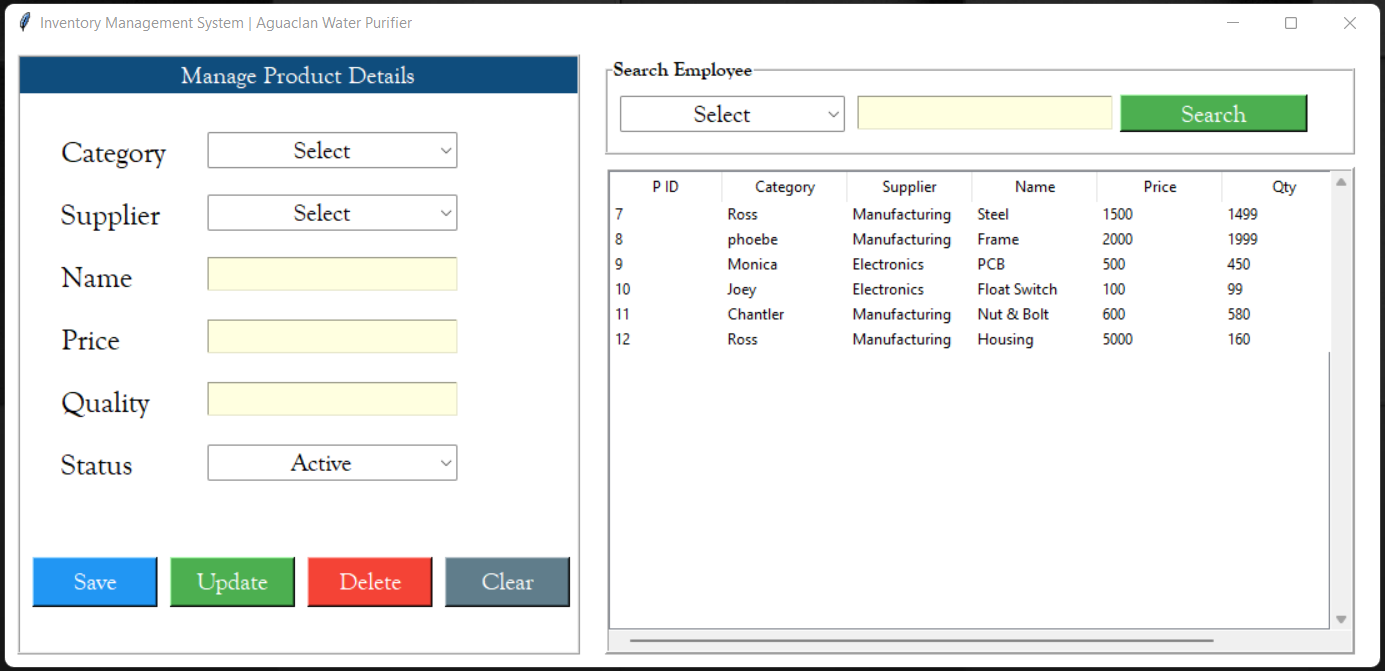 Inventory Management System | Aguaclan Water Purifier
Manage Product Details
Category Select
Supplier Select
Name
Price
Quality
Status Active
Save Update Delete Clear
Search Employee
Select Search
P ID Category Supplier Name Price Qty
7 Ross Manufacturing Steel 1500 1499
8 phoebe Manufacturing Frame 2000 1999
9 Monica Electronics PCB 500 450
10 Joey Electronics Float Switch 100 99
11 Chantler Manufacturing Nut & Bolt 600 580
12 Ross Manufacturing Housing 5000 160